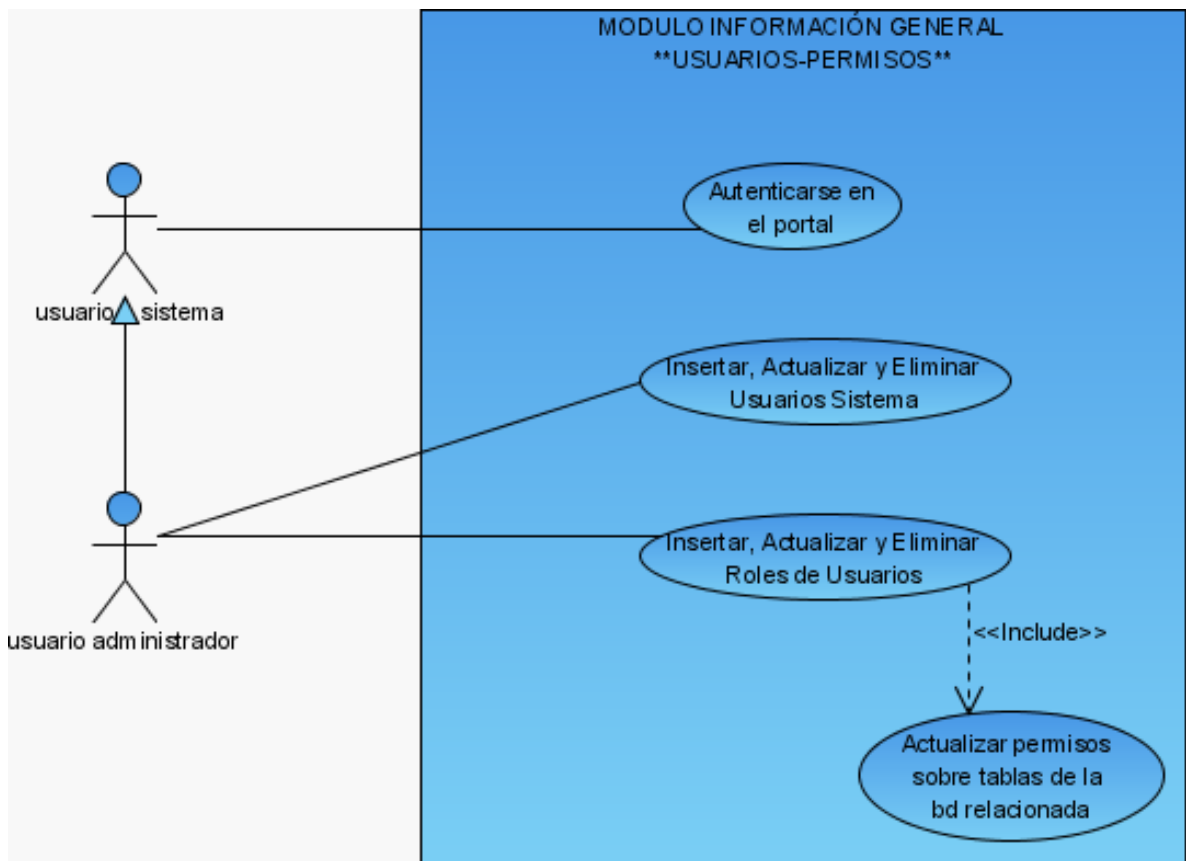 MODULO INFORMACIÓN GENERAL
**USUARIOS-PERMISOS**
Autenticarse en
el portal
usuario sistema
Insertar, Actualizar y Eliminar
Usuarios Sistema
Insertar, Actualizar y Eliminar
Roles de Usuarios
usuario administrador
<<Include>>
Actualizar permisos
sobre tablas de la
bd relacionada